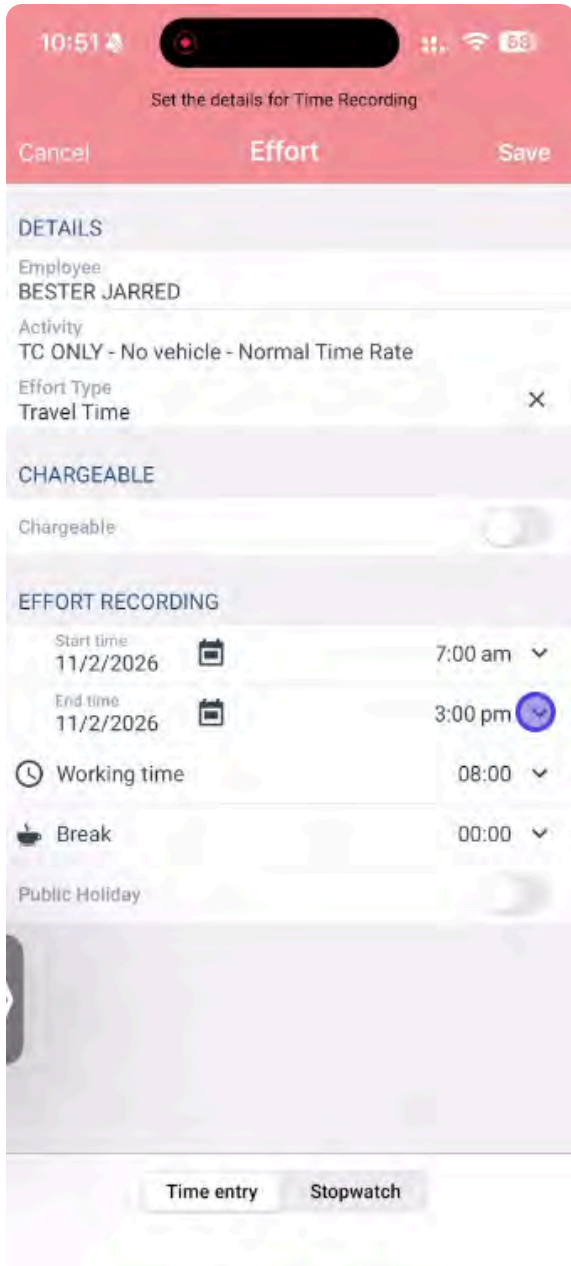 10:51
68
Set the details for Time Recording
Cancel Effort Save
DETAILS
Employee
BESTER JARRED
Activity
TC ONLY - No vehicle - Normal Time Rate
Effort Type
Travel Time
CHARGEABLE
Chargeable
EFFORT RECORDING
Start time
11/2/2026 7:00 am
End time
11/2/2026 3:00 pm
Working time 08:00
Break 00:00
Public Holiday
Time entry Stopwatch